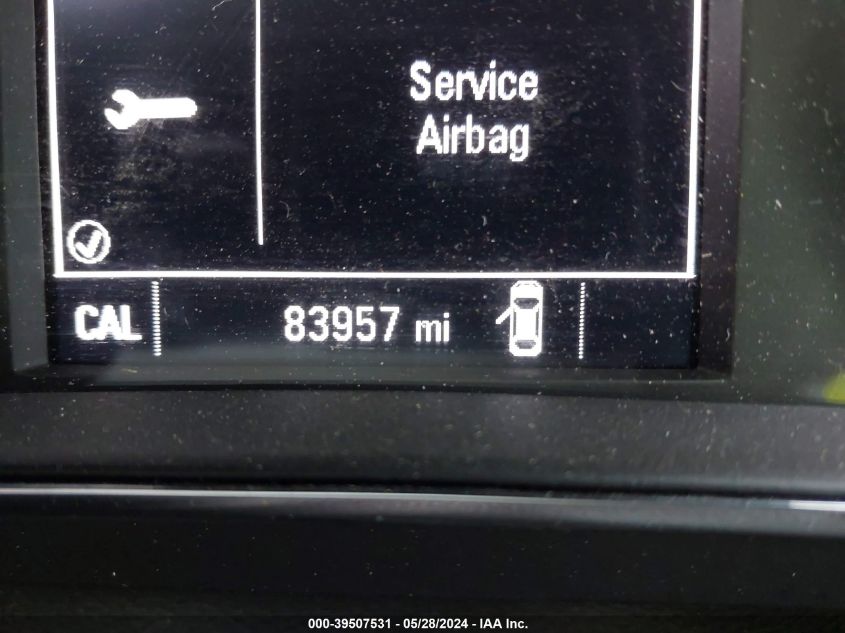 Service
Airbag
CAL
83957 mi
000-39507531 - 05/28/2024 - IAA Inc.